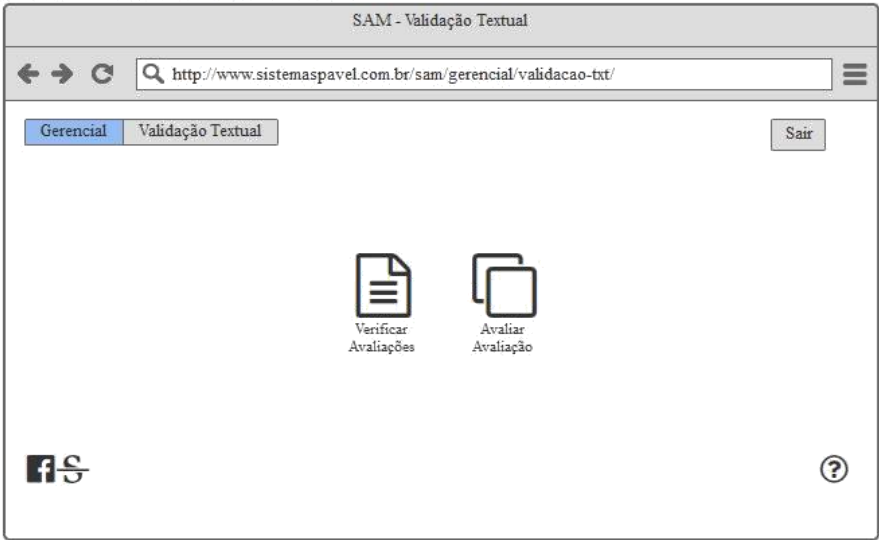 SAM - Validação Textual
http://www.sistemaspavel.com.br/sam/gerencial/validacao-txt/
Gerencial Validação Textual Sair
Verificar Avaliações
Avaliar Avaliação